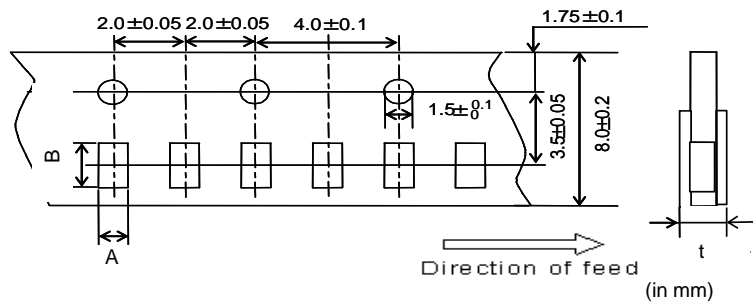 2.0±0.05 2.0±0.05 4.0±0.1 1.75±0.1
1.5±0.1 0
3.5±0.05
8.0±0.2
B
A
t
Direction of feed
(in mm)